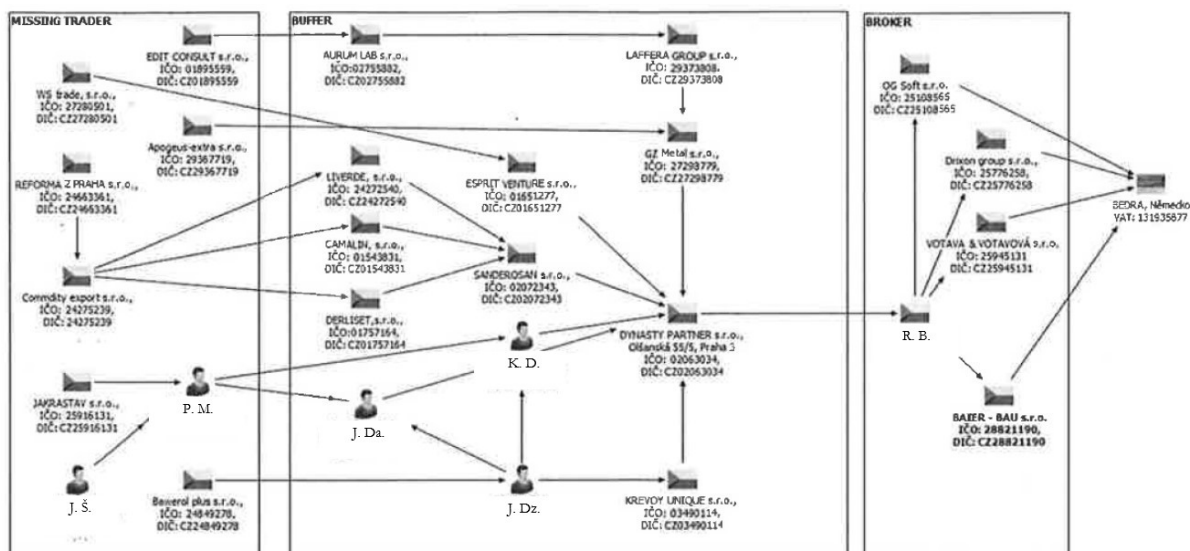 MISSING TRADER
BUFFER
BROKER
EDIT CONSULT s.r.o.,
IČO: 01895559,
DIČ: CZ01895559
AURUM LAB s.r.o.,
IČO:02755882,
DIČ: CZ02755882
LAFFERA GROUP s.r.o.,
IČO: 29373808,
DIČ: CZ29373808
WS trade, s.r.o.,
IČO: 27280501,
DIČ: CZ27280501
OG Soft s.r.o.
IČO: 25108565
DIČ: CZ25108565
Apogeus-extra s.r.o.,
IČO: 29367719,
DIČ: CZ29367719
GZ Metal s.r.o.,
IČO: 27298779,
DIČ: CZ27298779
Drixon group s.r.o.,
IČO: 25776258,
DIČ: CZ25776258
REFORMA Z PRAHA s.r.o.,
IČO: 24663361,
DIČ: CZ24663361
LIVERDE, s.r.o.,
IČO: 24272540,
DIČ: CZ24272540
ESPRIT VENTURE s.r.o.,
IČO: 01651277,
DIČ: CZ01651277
BEDRA, Německo
VAT: 131935877
CAMALIN, s.r.o.,
IČO: 01543831,
DIČ: CZ01543831
VOTAVA & VOTAVOVÁ s.r.o.
IČO: 25945131
DIČ: CZ25945131
Commdity export s.r.o.,
IČO: 24275239,
DIČ: 24275239
SANDEROSAN s.r.o.,
IČO: 02072343,
DIČ: CZ02072343
DERLISET,s.r.o.,
IČO:01757164,
DIČ: CZ01757164
DYNASTY PARTNER s.r.o.,
Olšanská 55/5, Praha 3
IČO: 02063034,
DIČ: CZ02063034
R. B.
K. D.
JAKRASTAV s.r.o.,
IČO: 25916131,
DIČ: CZ25916131
P. M.
J. Da.
BAIER - BAU s.r.o.
IČO: 28821190,
DIČ: CZ28821190
J. Š.
...
Bawerol plus s.r.o.,
IČO: 24849278,
DIČ: CZ24849278
J. Dz.
KREVOY UNIQUE s.r.o.,
IČO: 03490114,
DIČ: CZ03490114